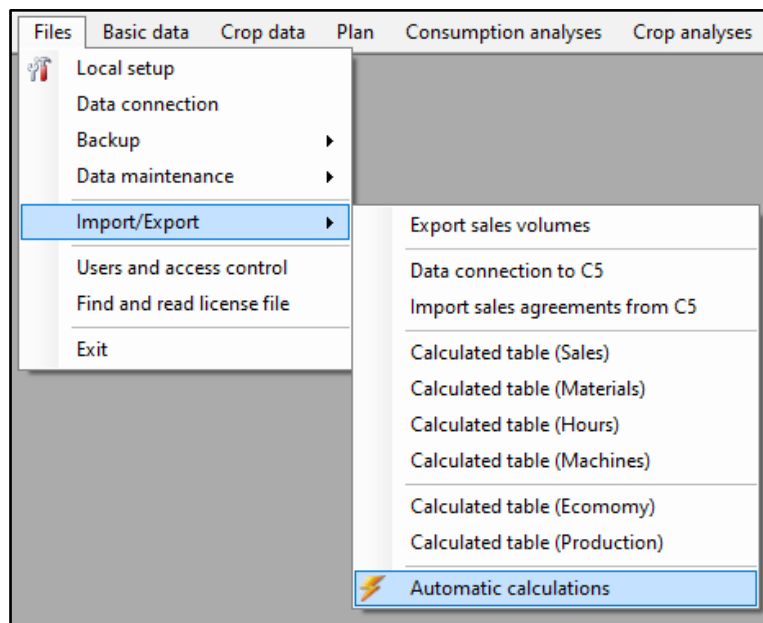 Files Basic data Crop data Plan Consumption analyses Crop analyses
Local setup
Data connection
Backup
Data maintenance
Import/Export
Users and access control
Find and read license file
Exit
Export sales volumes
Data connection to C5
Import sales agreements from C5
Calculated table (Sales)
Calculated table (Materials)
Calculated table (Hours)
Calculated table (Machines)
Calculated table (Ecomomy)
Calculated table (Production)
Automatic calculations